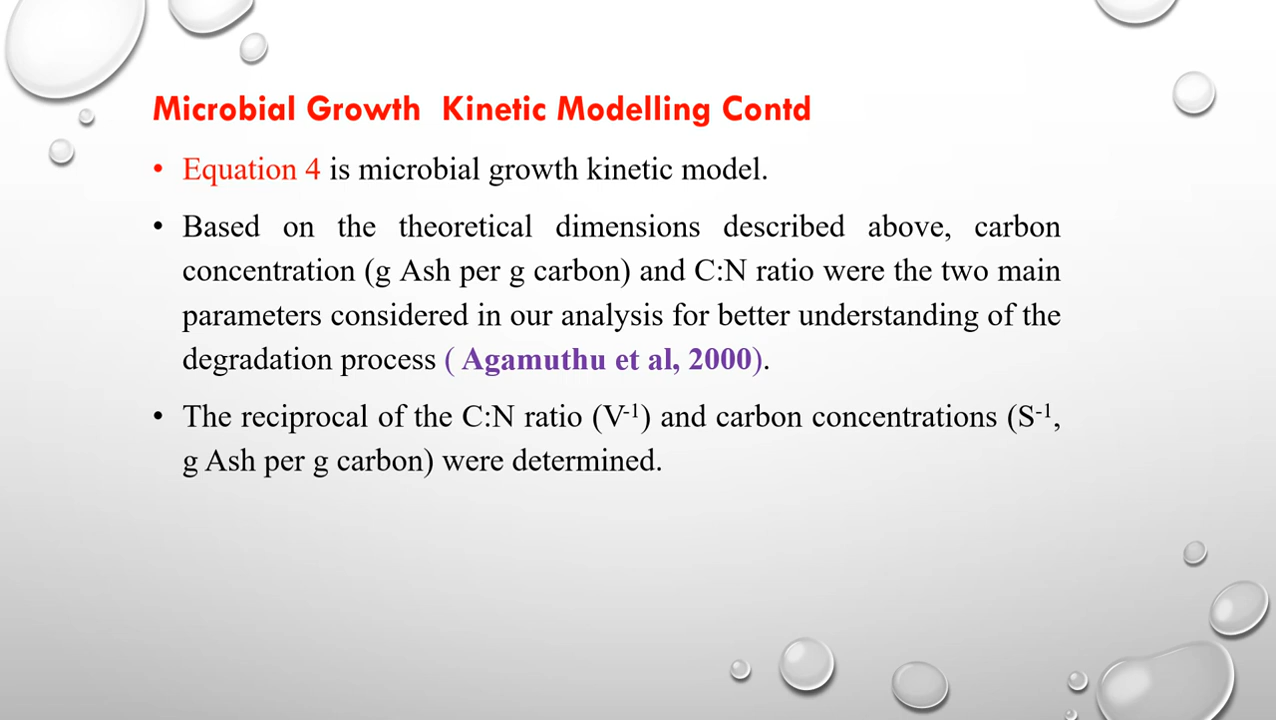 Microbial Growth  Kinetic Modelling Contd
• Equation 4 is microbial growth kinetic model.
• Based on the theoretical dimensions described above, carbon
concentration (g Ash per g carbon) and C:N ratio were the two main
parameters considered in our analysis for better understanding of the
degradation process ( Agamuthu et al, 2000).
• The reciprocal of the C:N ratio (V⁻¹) and carbon concentrations (S⁻¹,
g Ash per g carbon) were determined.